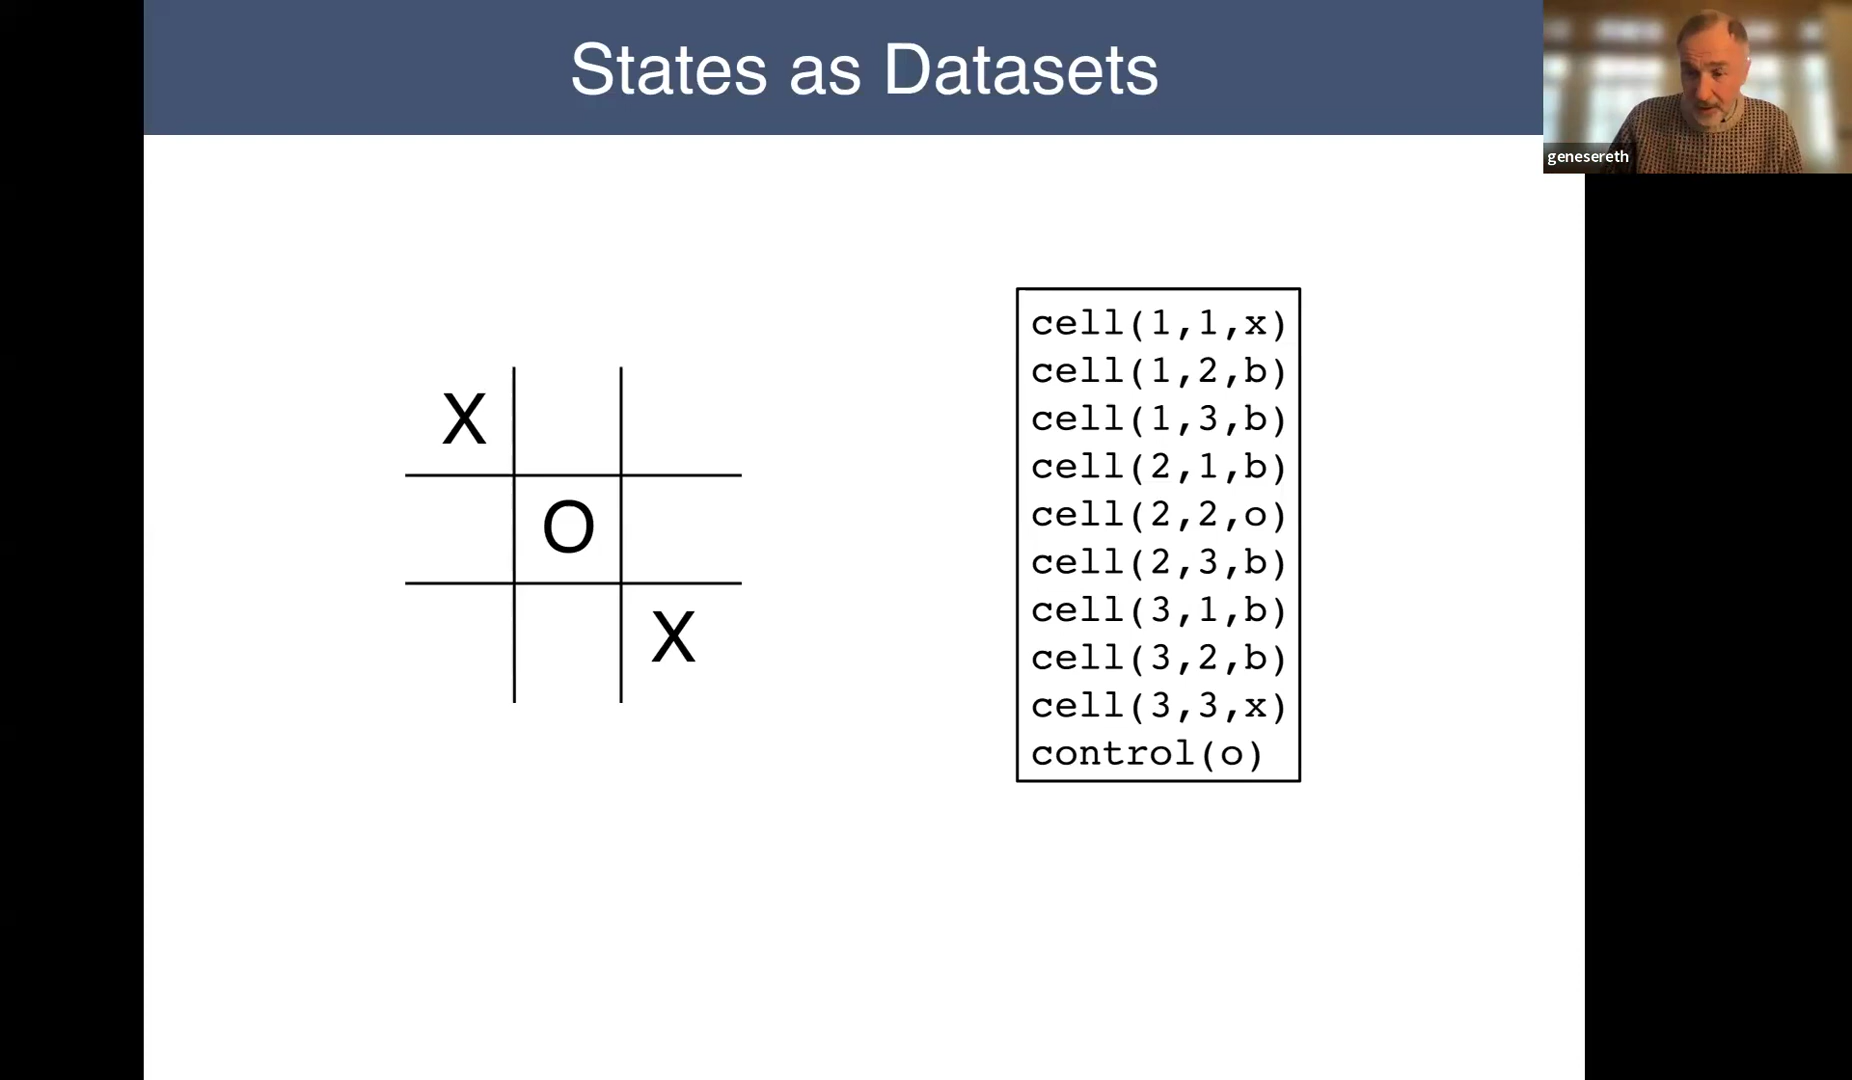 States as Datasets
genesereth
X
O
X
cell(1,1,x)
cell(1,2,b)
cell(1,3,b)
cell(2,1,b)
cell(2,2,o)
cell(2,3,b)
cell(3,1,b)
cell(3,2,b)
cell(3,3,x)
control(o)